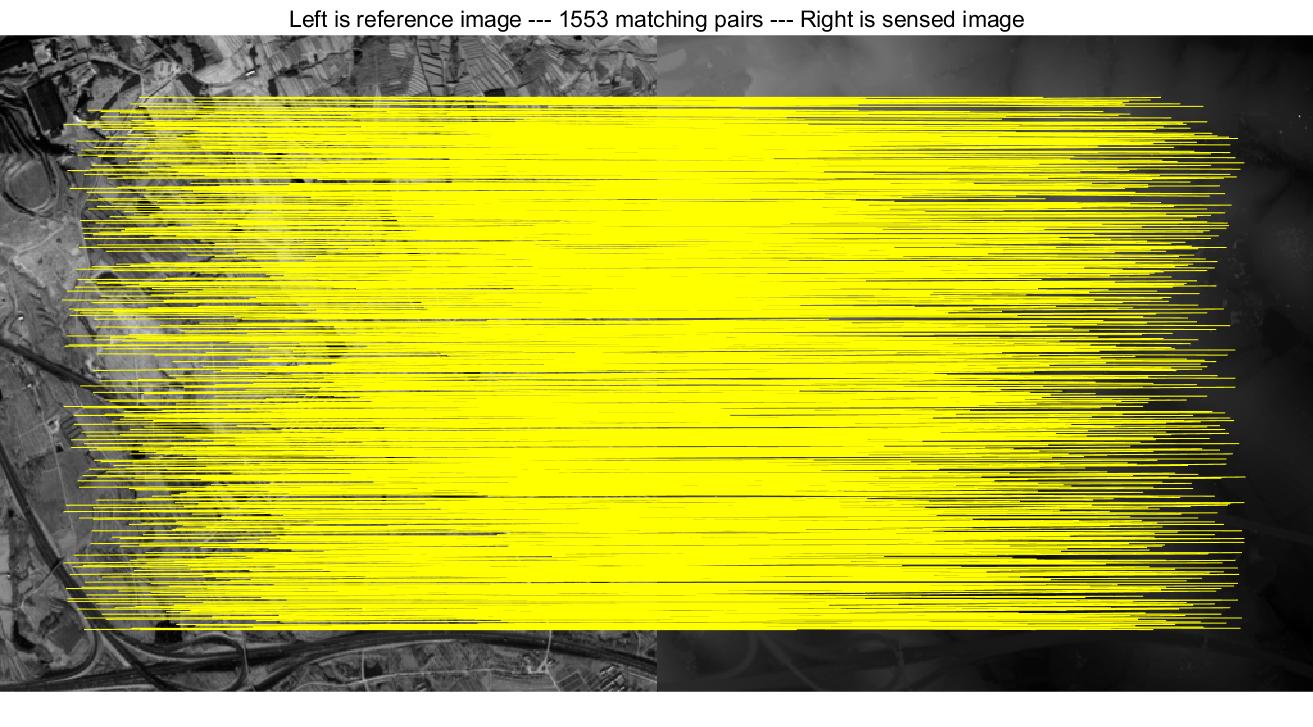 Left is reference image --- 1553 matching pairs --- Right is sensed image